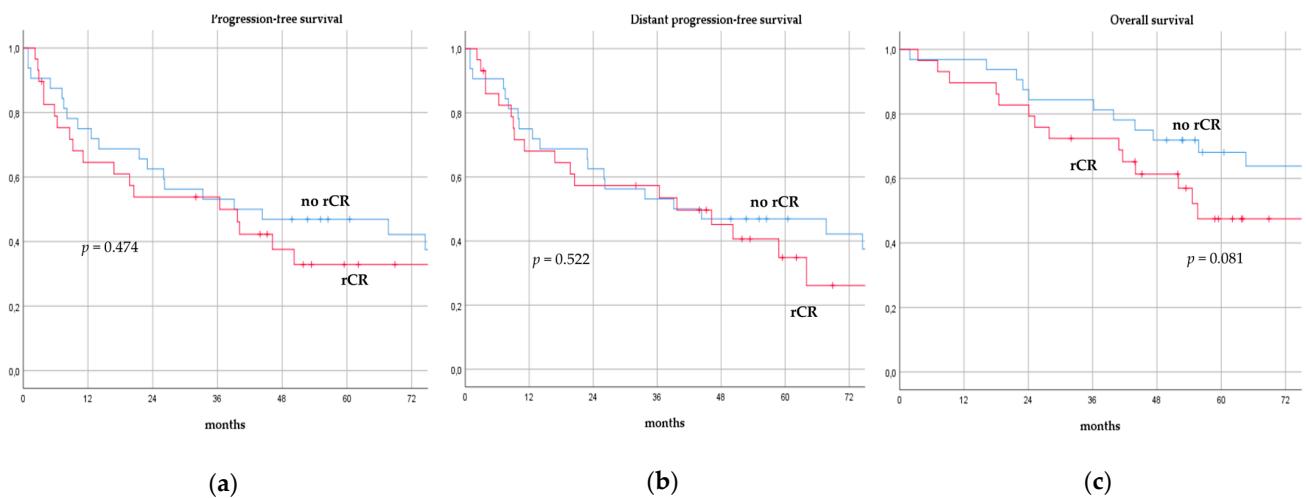 Progression-free survival
1,0
0,8
0,6
0,4
0,2
0,0
no rCR
p = 0.474
rCR
0 12 24 36 48 60 72
months
(a)
Distant progression-free survival
1,0
0,8
0,6
0,4
0,2
0,0
no rCR
p = 0.522
rCR
0 12 24 36 48 60 72
months
(b)
Overall survival
1,0
0,8
0,6
0,4
0,2
0,0
no rCR
rCR
p = 0.081
0 12 24 36 48 60 72
months
(c)